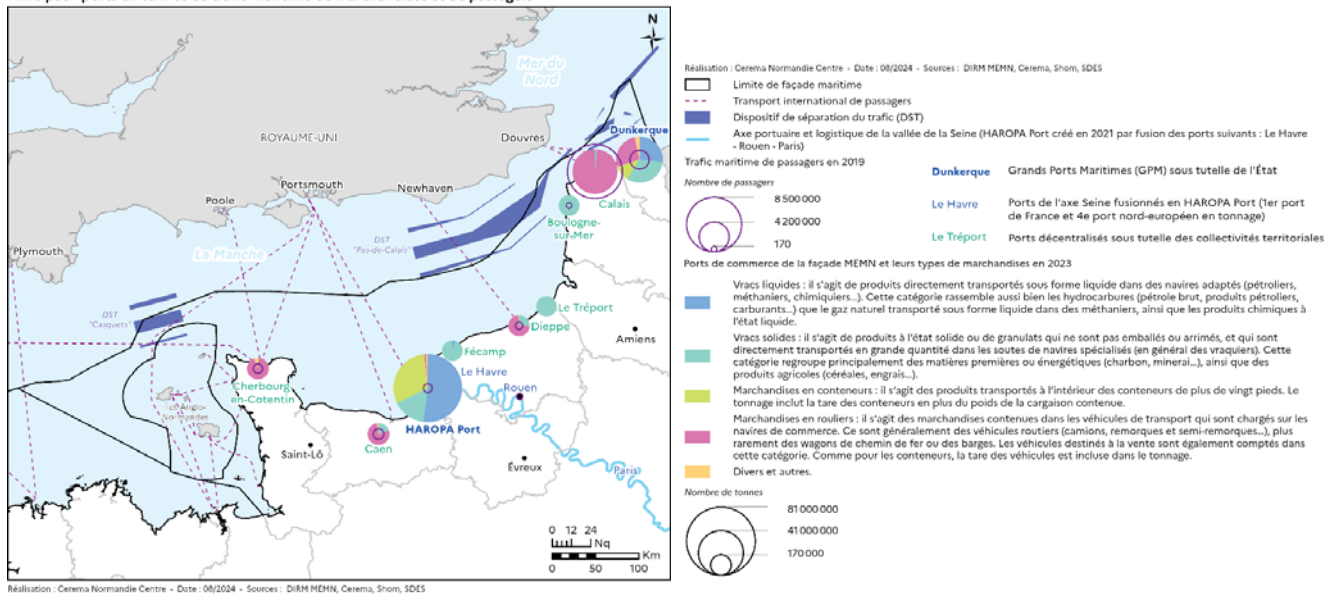 N
Mer du
Nord
ROYAUME-UNI
Douvres
Dunkerque
Portsmouth
Newhaven
Poole
Calais
Boulogne-
sur-Mer
Plymouth
La Manche
DST
"Pas-de-Calais"
DST
"Casquets"
Le Tréport
Dieppe
Amiens
Fécamp
Le Havre
Rouen
Cherbourg
en-Cotentin
Îles Anglo-
Normandes
HAROPA Port
Saint-Lô
Caen
Évreux
Paris
0 12 24
Nq
Km
0 50 100
Réalisation : Cerema Normandie Centre - Date : 08/2024 - Sources : DIRM MEMN, Cerema, Shom, SDES
Réalisation : Cerema Normandie Centre - Date : 08/2024 - Sources : DIRM MEMN, Cerema, Shom, SDES
Limite de façade maritime
Transport international de passagers
Dispositif de séparation du trafic (DST)
Axe portuaire et logistique de la vallée de la Seine (HAROPA Port créé en 2021 par fusion des ports suivants : Le Havre
- Rouen - Paris)
Trafic maritime de passagers en 2019
Nombre de passagers
8 500 000
4 200 000
170
Dunkerque Grands Ports Maritimes (GPM) sous tutelle de l'État
Le Havre Ports de l'axe Seine fusionnés en HAROPA Port (1er port
de France et 4e port nord-européen en tonnage)
Le Tréport Ports décentralisés sous tutelle des collectivités territoriales
Ports de commerce de la façade MEMN et leurs types de marchandises en 2023
Vracs liquides : il s'agit de produits directement transportés sous forme liquide dans des navires adaptés (pétroliers,
méthaniers, chimiquiers...). Cette catégorie rassemble aussi bien les hydrocarbures (pétrole brut, produits pétroliers,
carburants...) que le gaz naturel transporté sous forme liquide dans des méthaniers, ainsi que les produits chimiques à
l'état liquide.
Vracs solides : il s'agit de produits à l'état solide ou de granulats qui ne sont pas emballés ou arrimés, et qui sont
directement transportés en grande quantité dans les soutes de navires spécialisés (en général des vraquiers). Cette
catégorie regroupe principalement des matières premières ou énergétiques (charbon, minerai...), ainsi que des
produits agricoles (céréales, engrais...).
Marchandises en conteneurs : il s'agit des produits transportés à l'intérieur des conteneurs de plus de vingt pieds. Le
tonnage inclut la tare des conteneurs en plus du poids de la cargaison contenue.
Marchandises en rouliers : il s'agit des marchandises contenues dans les véhicules de transport qui sont chargés sur les
navires de commerce. Ce sont généralement des véhicules routiers (camions, remorques et semi-remorques...), plus
rarement des wagons de chemin de fer ou des barges. Les véhicules destinés à la vente sont également comptés dans
cette catégorie. Comme pour les conteneurs, la tare des véhicules est incluse dans le tonnage.
Divers et autres.
Nombre de tonnes
81 000 000
41 000 000
170 000